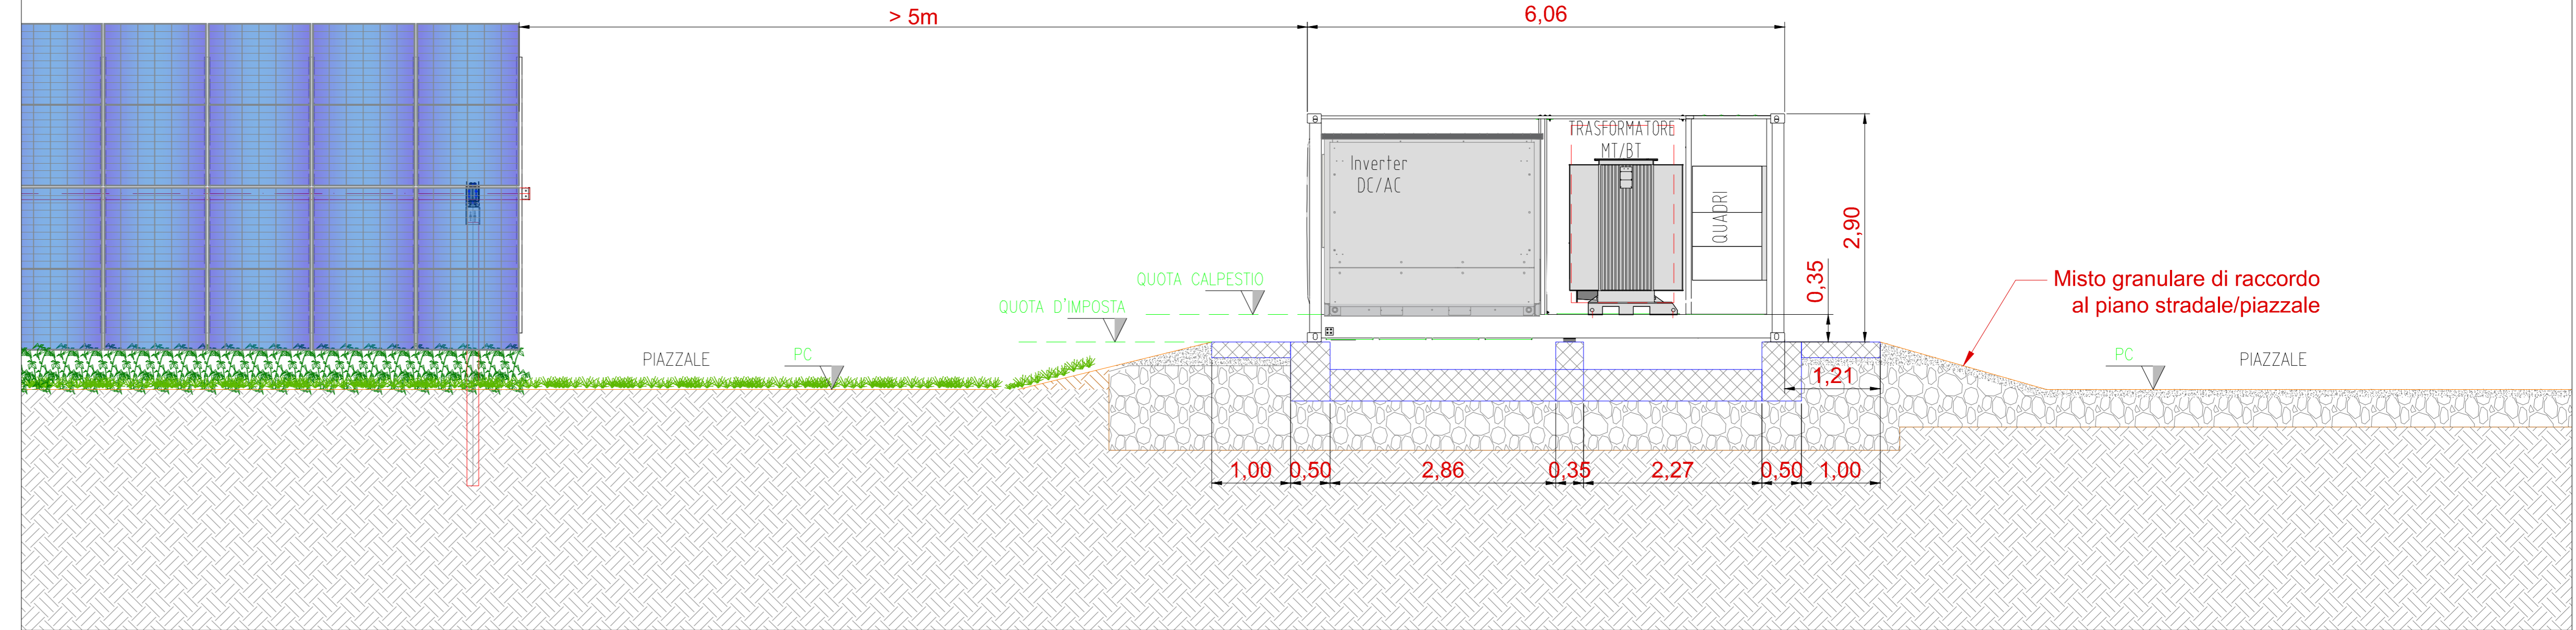 > 5m
6,06
TRASFORMATORE
MT/BT
Inverter
DC/AC
QUADRI
2,90
0,35
QUOTA CALPESTIO
QUOTA D'IMPOSTA
Misto granulare di raccordo
al piano stradale/piazzale
PIAZZALE
PC
PC
PIAZZALE
1,21
1,00
0,50
2,86
0,35
2,27
0,50
1,00